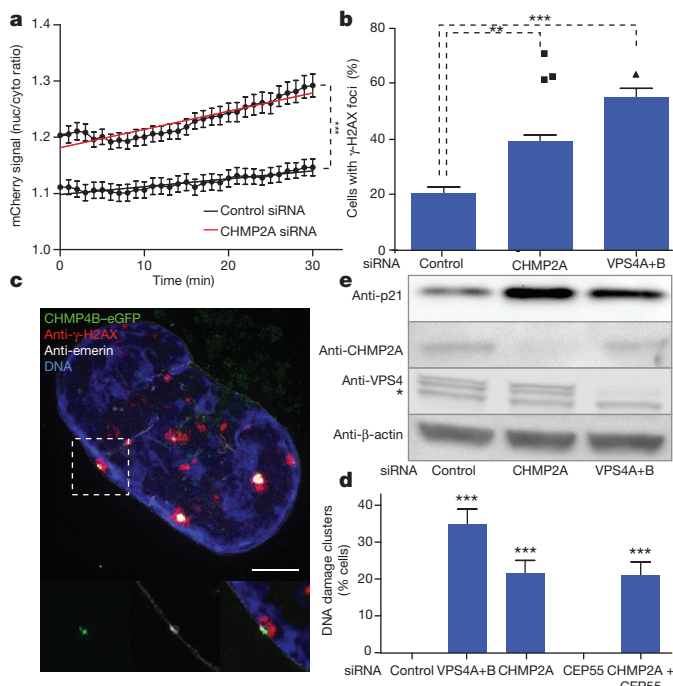 a
mCherry signal (nuc/cyto ratio)
1.3
1.2
1.1
1.0
0
10
20
30
Time (min)
***
Control siRNA
CHMP2A siRNA
b
Cells with γ-H2AX foci (%)
80
60
40
20
0
***
**
siRNA Control CHMP2A VPS4A+B
c
CHMP4B–eGFP
Anti-γ-H2AX
Anti-emerin
DNA
e
Anti-p21
Anti-CHMP2A
Anti-VPS4
*
Anti-β-actin
siRNA Control CHMP2A VPS4A+B
d
DNA damage clusters
(% cells)
40
30
20
10
0
***
***
***
siRNA Control VPS4A+B CHMP2A CEP55 CHMP2A +
CEP55